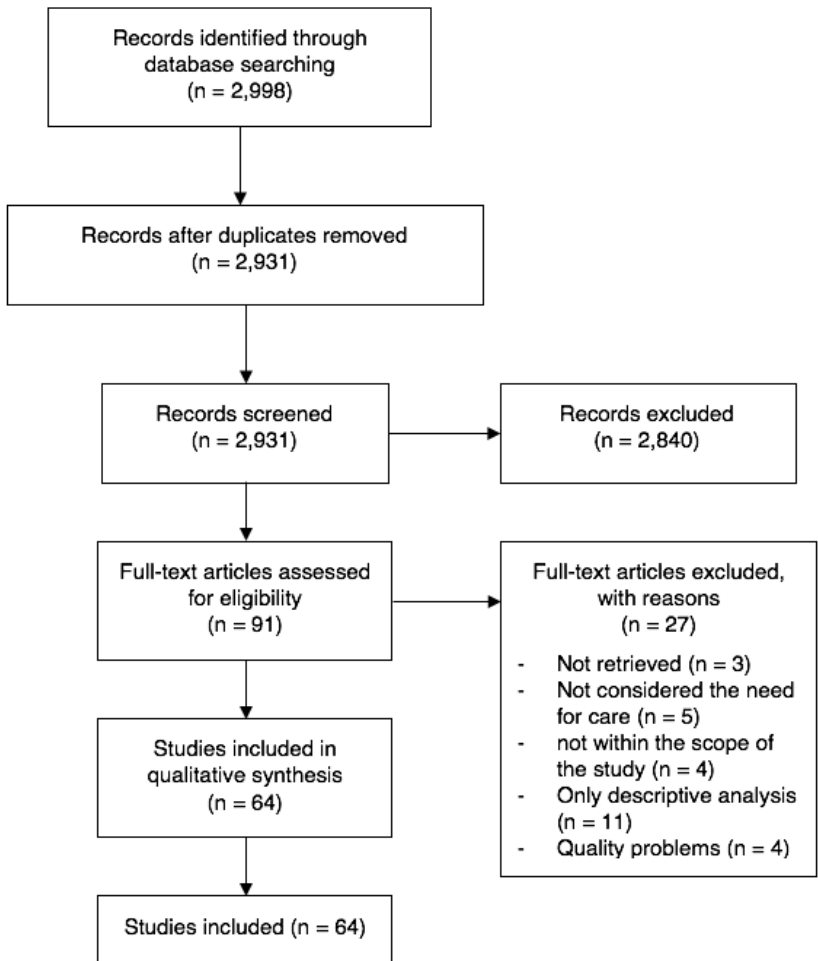 Records identified through
database searching
(n = 2,998)
Records after duplicates removed
(n = 2,931)
Records screened
(n = 2,931)
Records excluded
(n = 2,840)
Full-text articles assessed
for eligibility
(n = 91)
Full-text articles excluded,
with reasons
(n = 27)
- Not retrieved (n = 3)
- Not considered the need
for care (n = 5)
- not within the scope of
the study (n = 4)
- Only descriptive analysis
(n = 11)
- Quality problems (n = 4)
Studies included in
qualitative synthesis
(n = 64)
Studies included (n = 64)